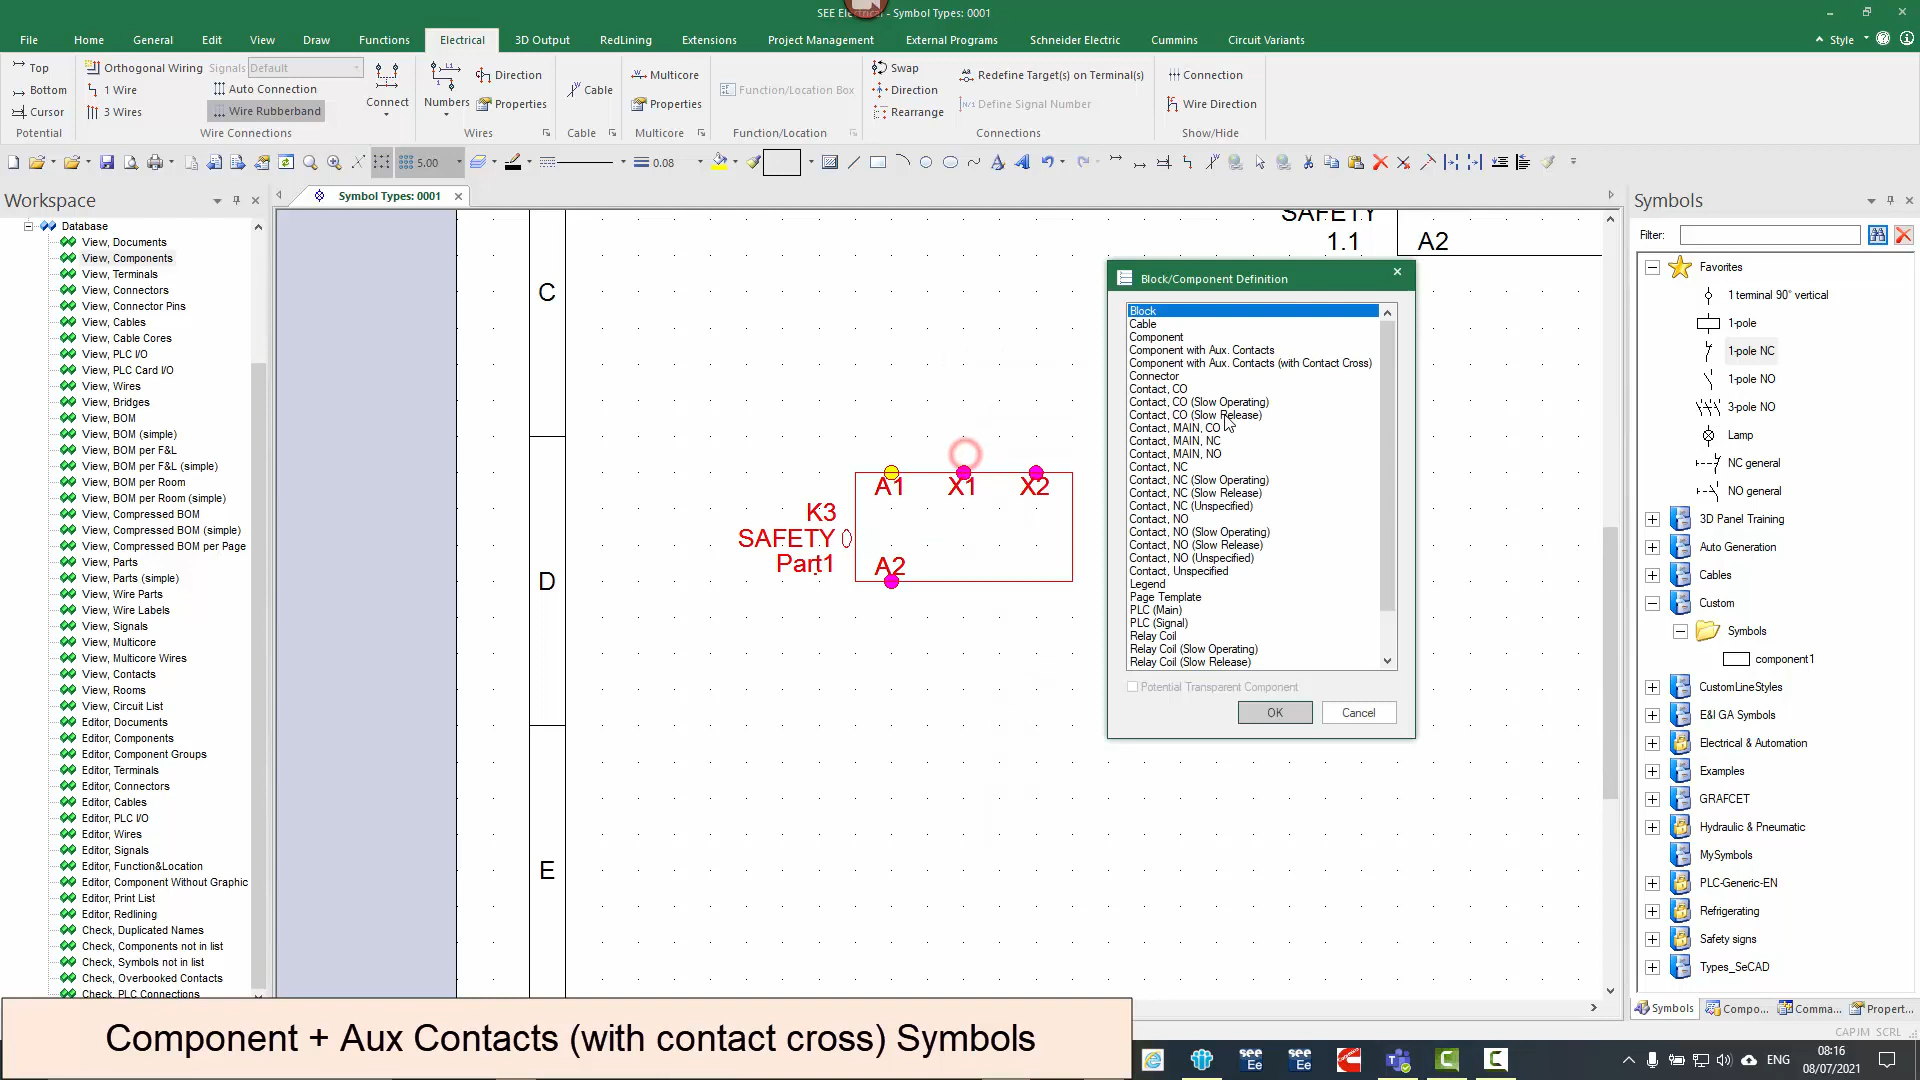 SEE Electrical - Symbol Types: 0001
File Home General Edit View Draw Functions Electrical 3D Output RedLining Extensions Project Management External Programs Schneider Electric Cummins Circuit Variants Style
Top Orthogonal Wiring Signals Default
Bottom 1 Wire Auto Connection
Cursor 3 Wires Wire Rubberband
Potential Wire Connections
Connect
Numbers Direction
Properties
Wires
Cable
Cable
Multicore
Properties
Multicore
Function/Location Box
Function/Location
Swap Redefine Target(s) on Terminal(s)
Direction Define Signal Number
Rearrange
Connections
Connection
Wire Direction
Show/Hide
5.00 0.08
Workspace
Database
View, Documents
View, Components
View, Terminals
View, Connectors
View, Connector Pins
View, Cables
View, Cable Cores
View, PLC I/O
View, PLC Card I/O
View, Wires
View, Bridges
View, BOM
View, BOM (simple)
View, BOM per F&L
View, BOM per F&L (simple)
View, BOM per Room
View, BOM per Room (simple)
View, Compressed BOM
View, Compressed BOM (simple)
View, Compressed BOM per Page
View, Parts
View, Parts (simple)
View, Wire Parts
View, Wire Labels
View, Signals
View, Multicore
View, Multicore Wires
View, Contacts
View, Rooms
View, Circuit List
Editor, Documents
Editor, Components
Editor, Component Groups
Editor, Terminals
Editor, Connectors
Editor, Cables
Editor, PLC I/O
Editor, Wires
Editor, Signals
Editor, Function&Location
Editor, Component Without Graphic
Editor, Print List
Editor, Redlining
Check, Duplicated Names
Check, Components not in list
Check, Symbols not in list
Check, Overbooked Contacts
Check, PLC Connections
Symbol Types: 0001
C
D
E
SAFETY
1.1
A2
K3
SAFETY
Part1
A1 X1 X2
A2
Block/Component Definition
Block
Cable
Component
Component with Aux. Contacts
Component with Aux. Contacts (with Contact Cross)
Connector
Contact, CO
Contact, CO (Slow Operating)
Contact, CO (Slow Release)
Contact, MAIN, CO
Contact, MAIN, NC
Contact, MAIN, NO
Contact, NC
Contact, NC (Slow Operating)
Contact, NC (Slow Release)
Contact, NC (Unspecified)
Contact, NO
Contact, NO (Slow Operating)
Contact, NO (Slow Release)
Contact, NO (Unspecified)
Contact, Unspecified
Legend
Page Template
PLC (Main)
PLC (Signal)
Relay Coil
Relay Coil (Slow Operating)
Relay Coil (Slow Release)
Potential Transparent Component
OK Cancel
Symbols
Filter:
Favorites
1 terminal 90° vertical
1-pole
1-pole NC
1-pole NO
3-pole NO
Lamp
NC general
NO general
3D Panel Training
Auto Generation
Cables
Custom
Symbols
component1
CustomLineStyles
E&I GA Symbols
Electrical & Automation
Examples
GRAFCET
Hydraulic & Pneumatic
MySymbols
PLC-Generic-EN
Refrigerating
Safety signs
Types_SeCAD
Symbols Compo... Comma... Propert...
CAP|M SCRL
Component + Aux Contacts (with contact cross) Symbols
ENG
08:16
08/07/2021